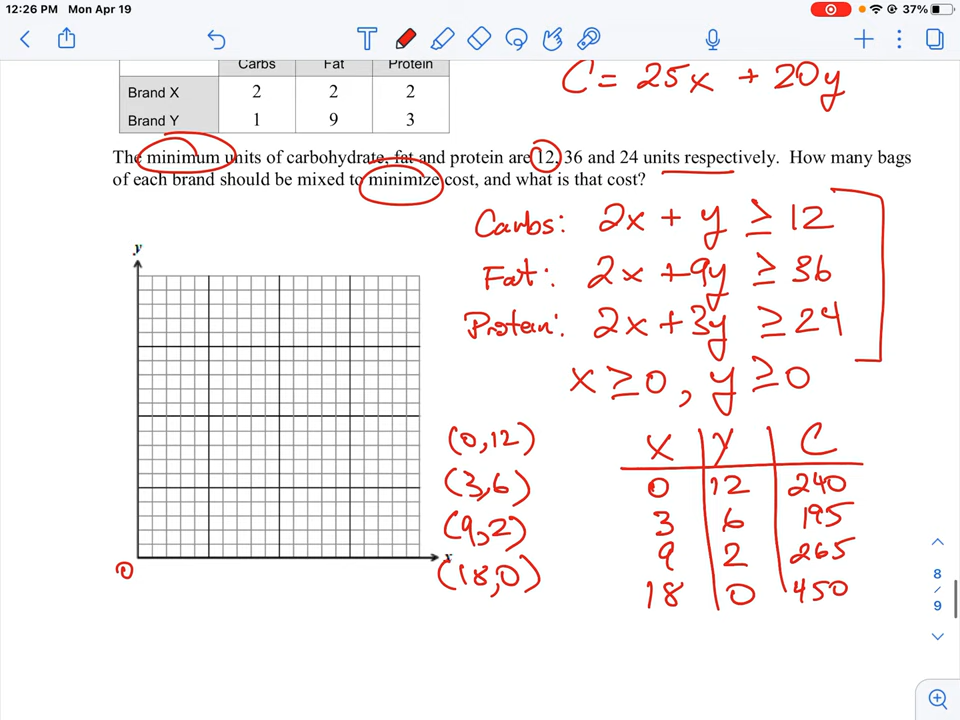 12:26 PM Mon Apr 19
37%
C = 25x + 20y
Carbs Fat Protein
Brand X 2 2 2
Brand Y 1 9 3
The minimum units of carbohydrate, fat and protein are 12, 36 and 24 units respectively. How many bags
of each brand should be mixed to minimize cost, and what is that cost?
Carbs: 2x + y ≥ 12
Fat: 2x + 9y ≥ 36
Protein: 2x + 3y ≥ 24
x ≥ 0, y ≥ 0
y
x
0
(0,12)
(3,6)
(9,2)
(18,0)
X Y C
0 12 240
3 6 195
9 2 265
18 0 450
8
/
9